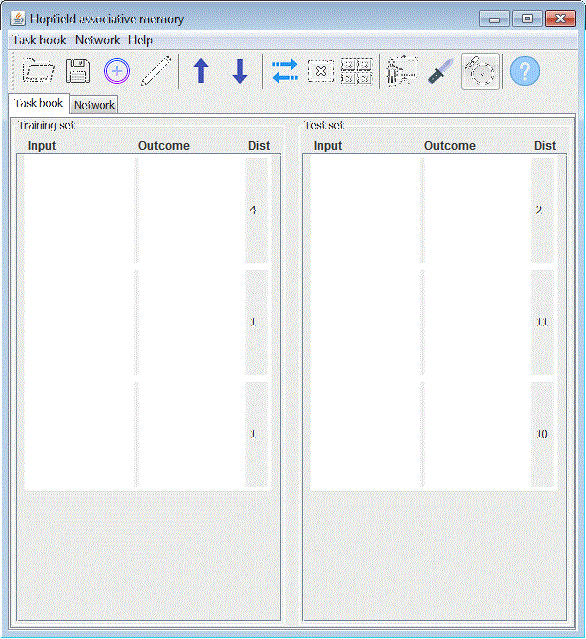 Hopfield associative memory
Task book Network Help
?
Task book Network
Training set Test set
Input Outcome Dist Input Outcome Dist
4 2
1 11
1 10